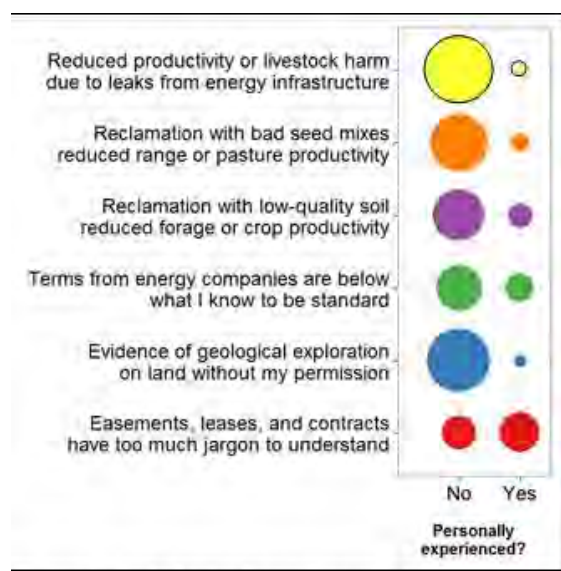 Reduced productivity or livestock harm
due to leaks from energy infrastructure
Reclamation with bad seed mixes
reduced range or pasture productivity
Reclamation with low-quality soil
reduced forage or crop productivity
Terms from energy companies are below
what I know to be standard
Evidence of geological exploration
on land without my permission
Easements, leases, and contracts
have too much jargon to understand
No Yes
Personally
experienced?